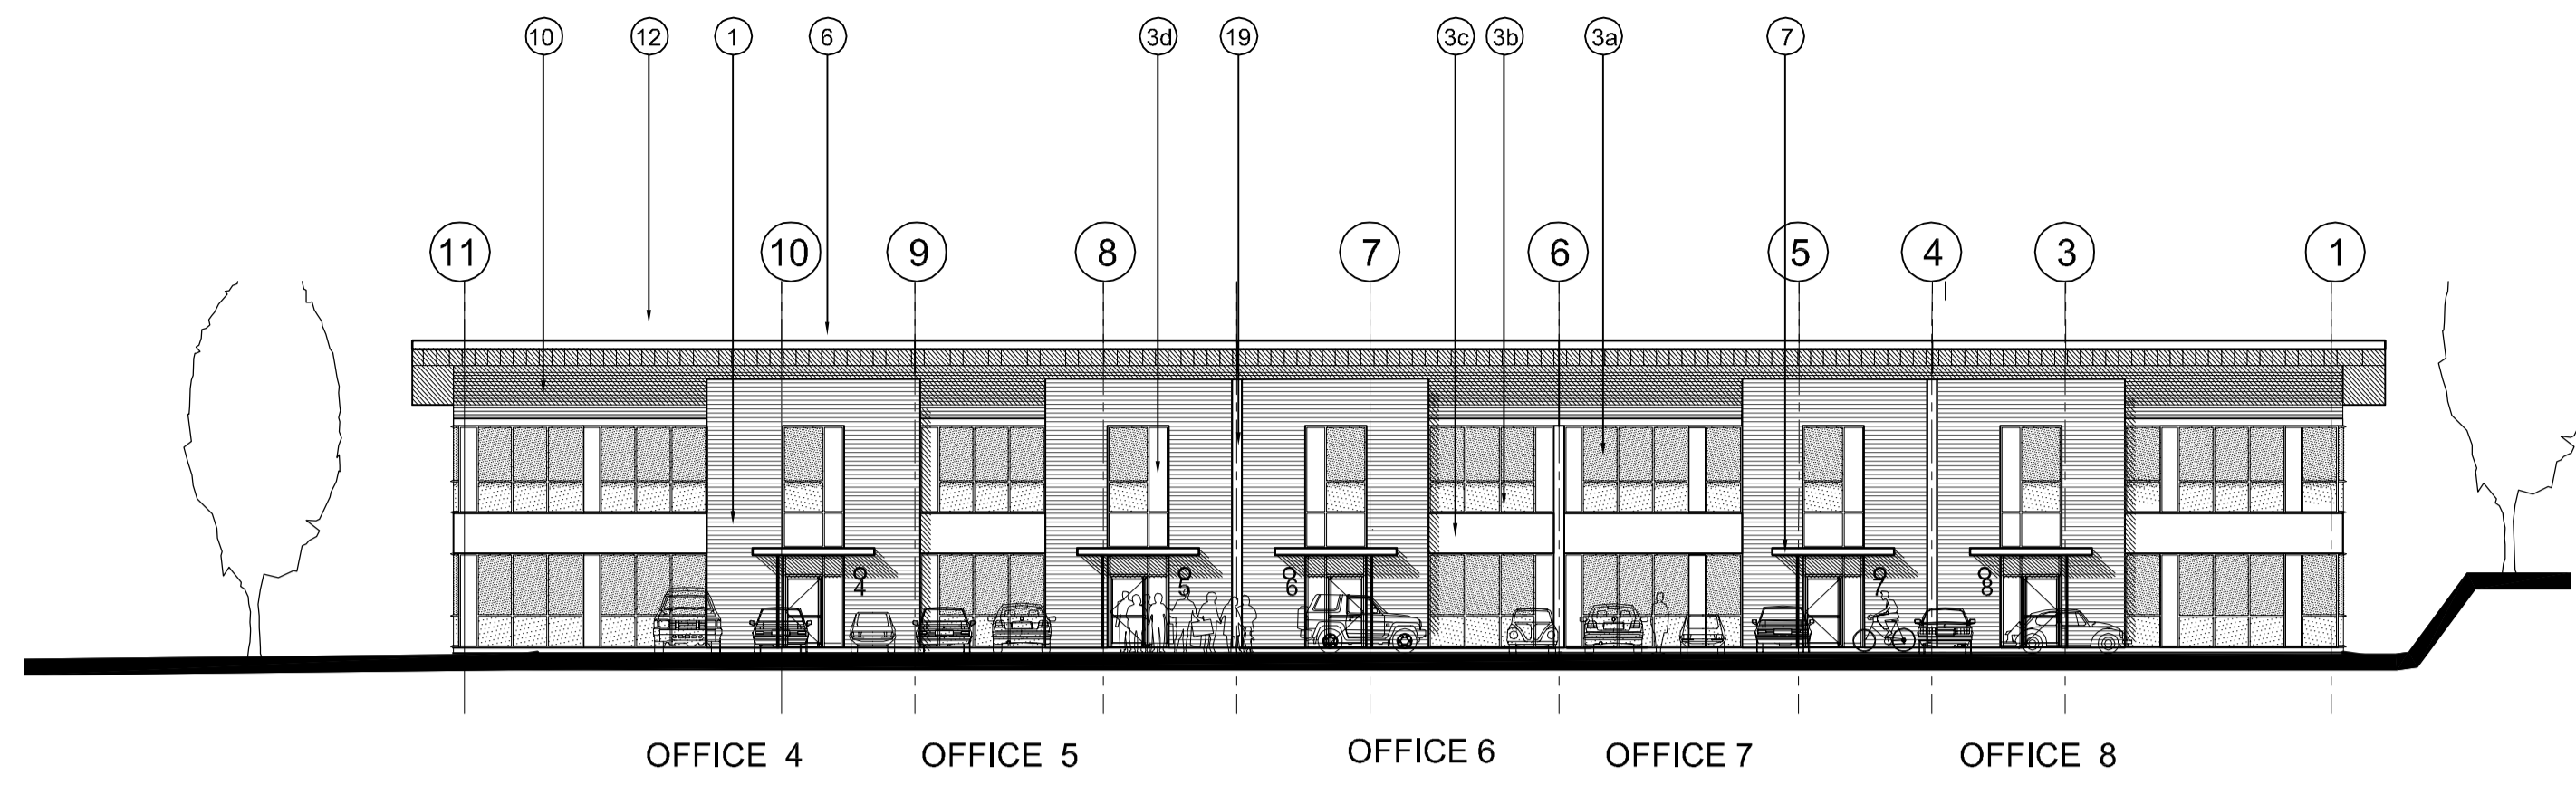 10 12 1 6 3d 19 3c 3b 3a 7
11 10 9 8 7 6 5 4 3 1
4 5 6 7 8
OFFICE 4 OFFICE 5 OFFICE 6 OFFICE 7 OFFICE 8